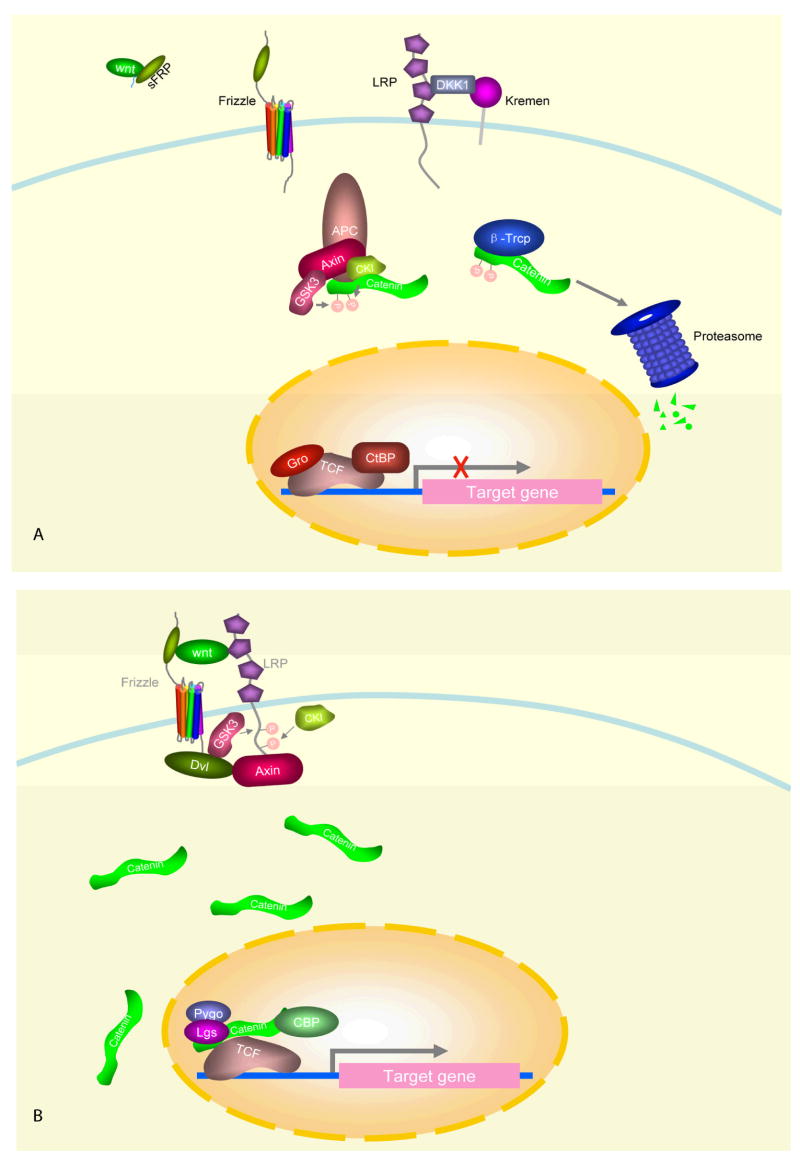 wnt
sFRP
Frizzle
LRP
DKK1
Kremen
APC
Axin
CKI
GSK3
Catenin
P
P
β-Trcp
Catenin
P
P
Proteasome
Gro
TCF
CtBP
X
Target gene
A
wnt
LRP
Frizzle
GSK3
P
P
CKI
Dvl
Axin
Catenin
Catenin
Catenin
Catenin
Pygo
Lgs
Catenin
CBP
TCF
Target gene
B